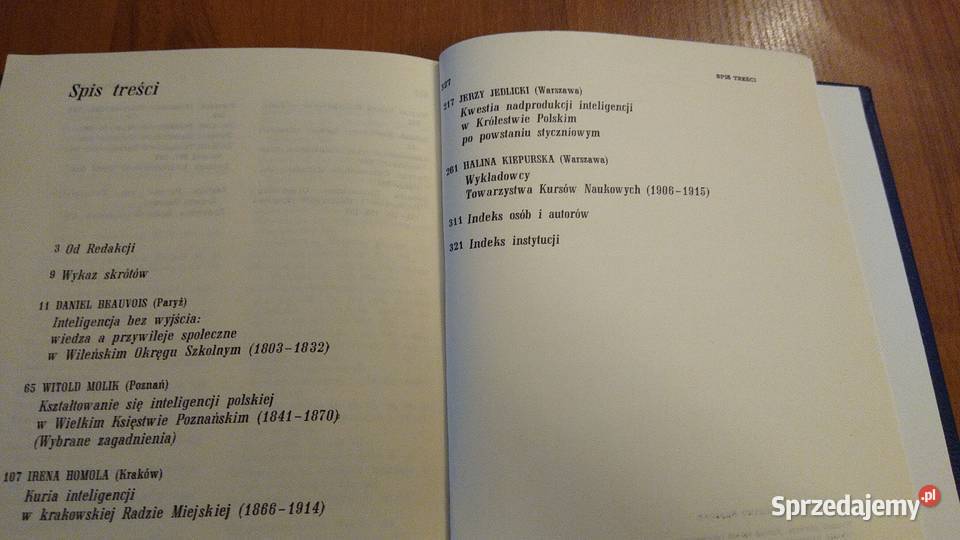 Spis treści
3 Od Redakcji
9 Wykaz skrótów
11 DANIEL BEAUVOIS (Paryż)
Inteligencja bez wyjścia:
wiedza a przywileje społeczne
w Wileńskim Okręgu Szkolnym (1803-1832)
65 WITOLD MOLIK (Poznań)
Kształtowanie się inteligencji polskiej
w Wielkim Księstwie Poznańskim (1841-1870)
(Wybrane zagadnienia)
107 IRENA HOMOLA (Kraków)
Kuria inteligencji
w krakowskiej Radzie Miejskiej (1866-1914)
327
SPIS TREŚCI
217 JERZY JEDLICKI (Warszawa)
Kwestia nadprodukcji inteligencji
w Królestwie Polskim
po powstaniu styczniowym
261 HALINA KIEPURSKA (Warszawa)
Wykładowcy
Towarzystwa Kursów Naukowych (1906-1915)
311 Indeks osób i autorów
321 Indeks instytucji
Sprzedajemy.pl